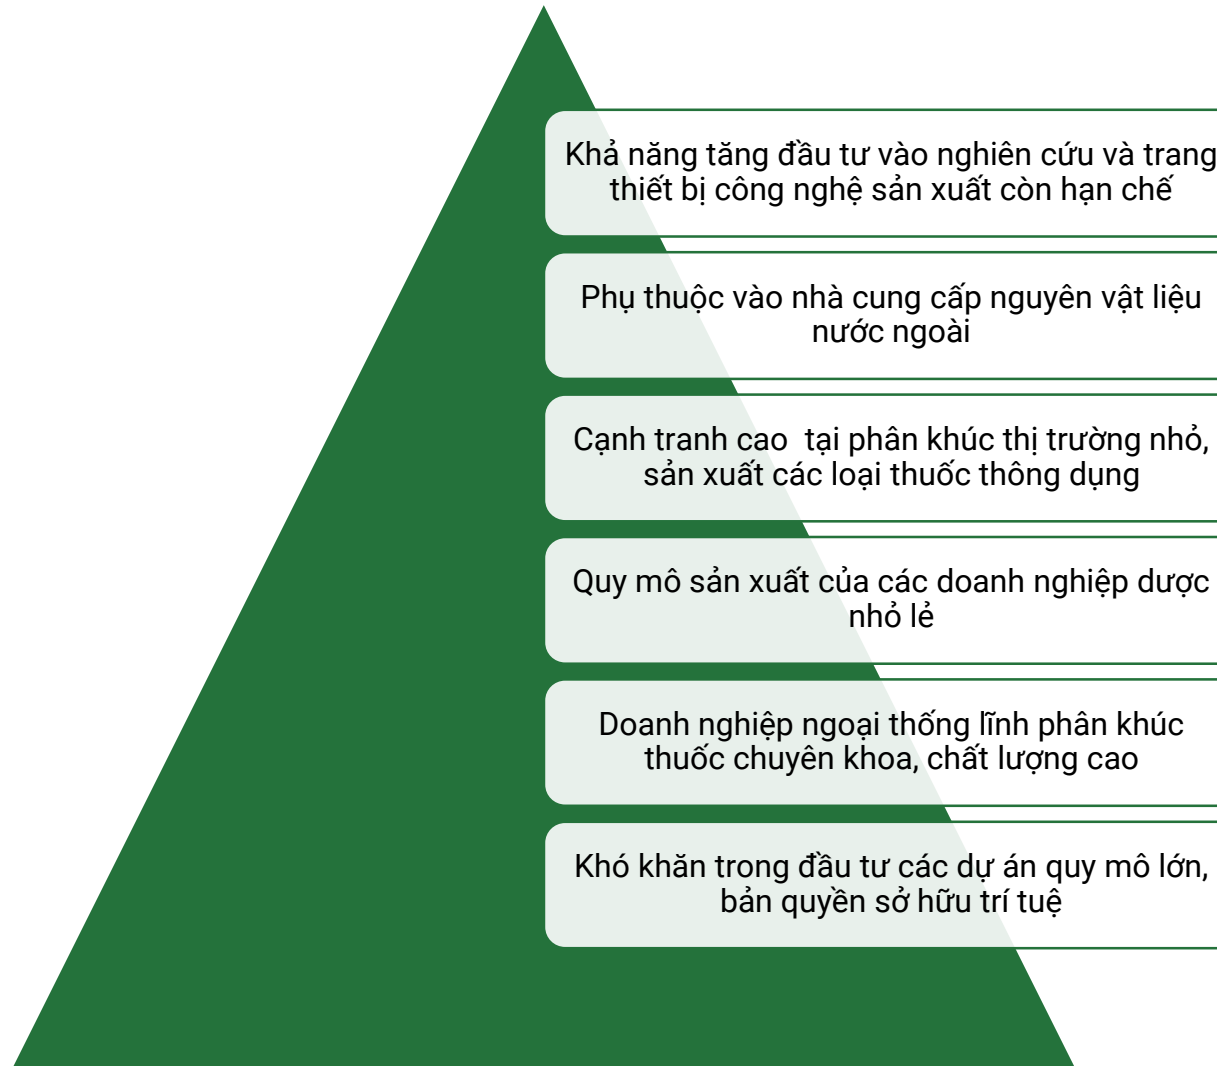 Khả năng tăng đầu tư vào nghiên cứu và trang
thiết bị công nghệ sản xuất còn hạn chế
Phụ thuộc vào nhà cung cấp nguyên vật liệu
nước ngoài
Cạnh tranh cao  tại phân khúc thị trường nhỏ,
sản xuất các loại thuốc thông dụng
Quy mô sản xuất của các doanh nghiệp dược
nhỏ lẻ
Doanh nghiệp ngoại thống lĩnh phân khúc
thuốc chuyên khoa, chất lượng cao
Khó khăn trong đầu tư các dự án quy mô lớn,
bản quyền sở hữu trí tuệ